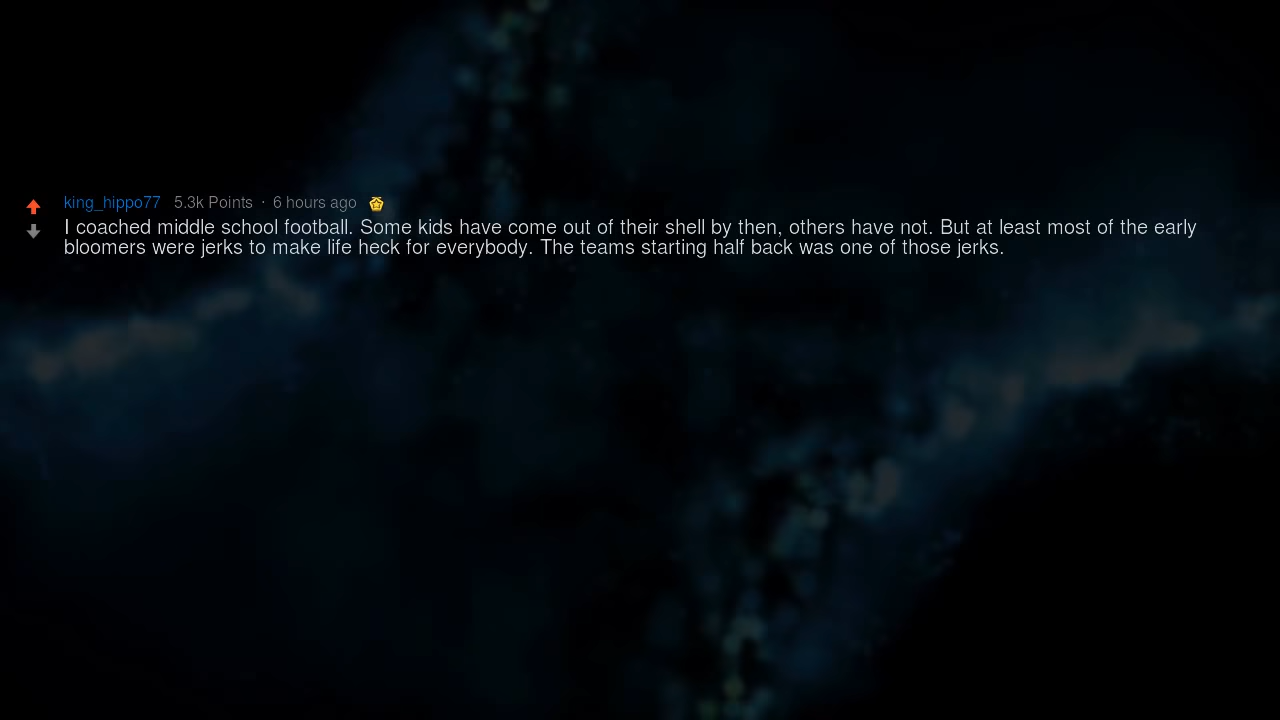 king_hippo77 5.3k Points · 6 hours ago
I coached middle school football. Some kids have come out of their shell by then, others have not. But at least most of the early
bloomers were jerks to make life heck for everybody. The teams starting half back was one of those jerks.